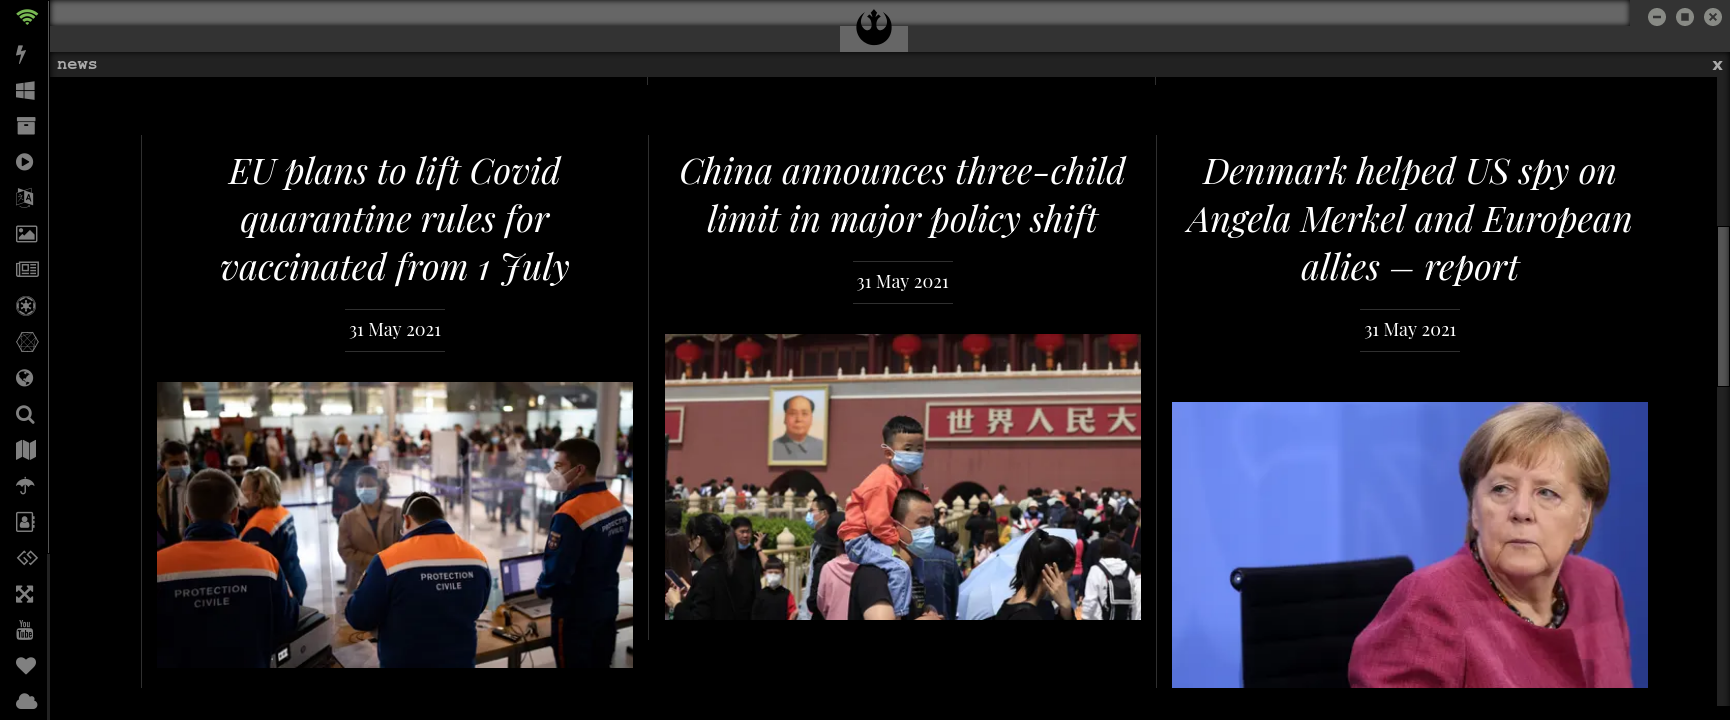 news
x
EU plans to lift Covid
quarantine rules for
vaccinated from 1 July
31 May 2021
PROTECTION
CIVILE
PROTECTION
CIVILE
China announces three-child
limit in major policy shift
31 May 2021
世界人民大
Denmark helped US spy on
Angela Merkel and European
allies – report
31 May 2021
You
Tube